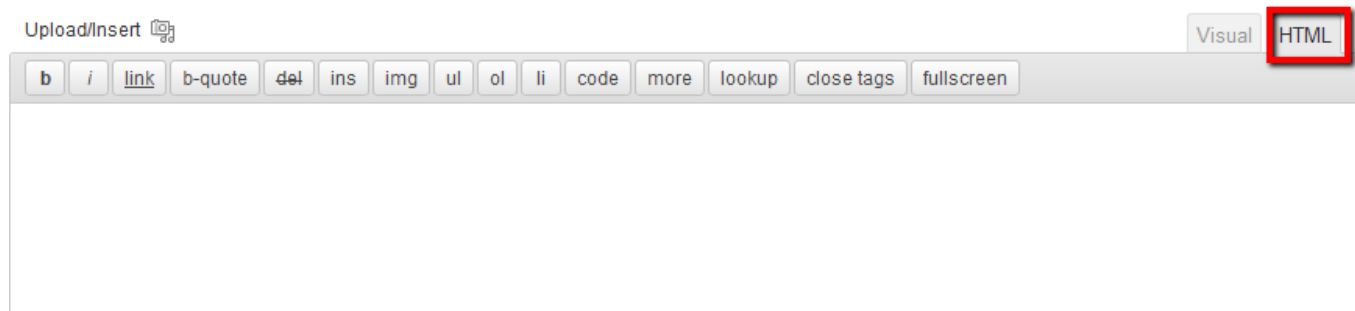 Upload/Insert
Visual HTML
b i link b-quote del ins img ul ol li code more lookup close tags fullscreen